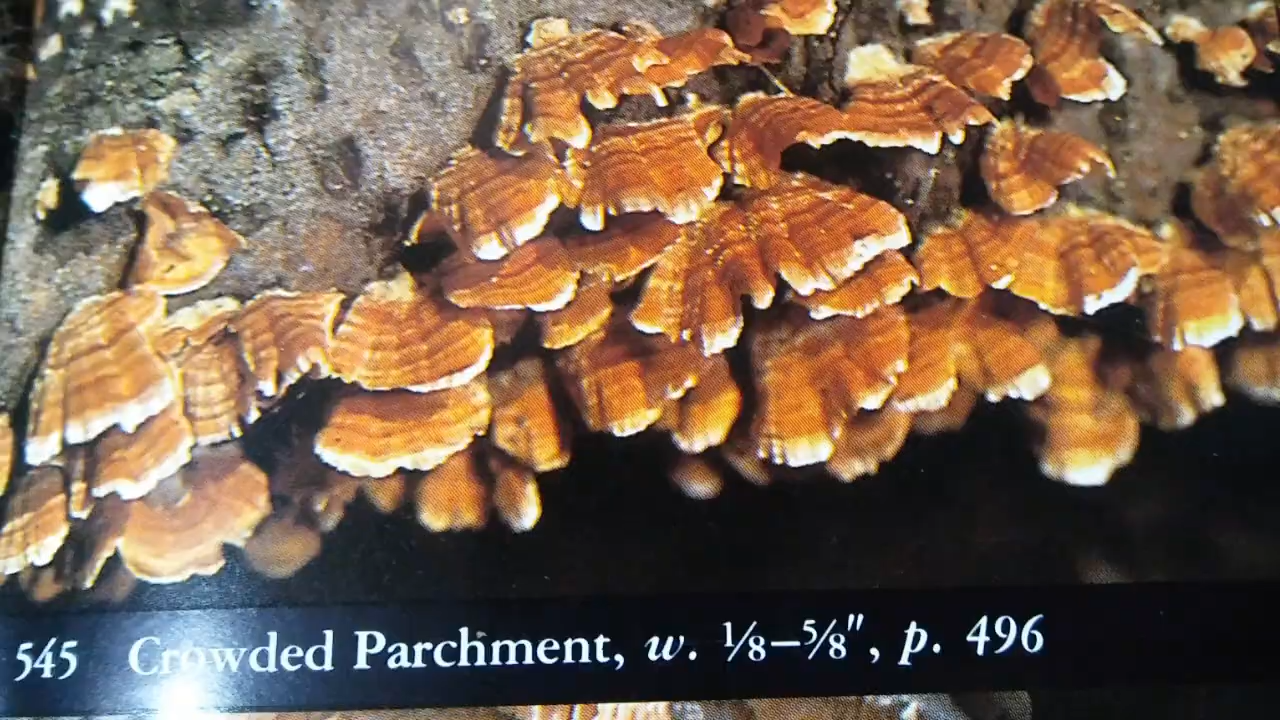 545 Crowded Parchment, w. ⅛–⅝", p. 496